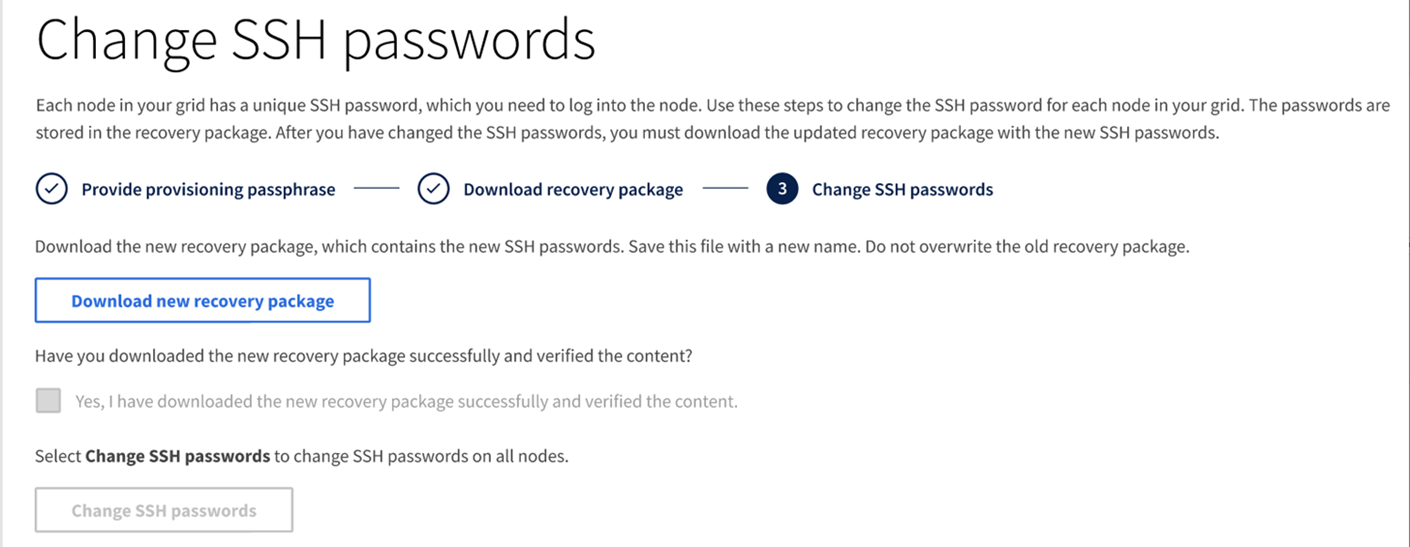 Change SSH passwords
Each node in your grid has a unique SSH password, which you need to log into the node. Use these steps to change the SSH password for each node in your grid. The passwords are
stored in the recovery package. After you have changed the SSH passwords, you must download the updated recovery package with the new SSH passwords.
Provide provisioning passphrase Download recovery package 3 Change SSH passwords
Download the new recovery package, which contains the new SSH passwords. Save this file with a new name. Do not overwrite the old recovery package.
Download new recovery package
Have you downloaded the new recovery package successfully and verified the content?
Yes, I have downloaded the new recovery package successfully and verified the content.
Select Change SSH passwords to change SSH passwords on all nodes.
Change SSH passwords